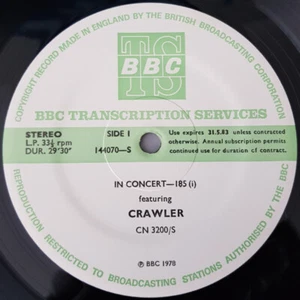 COPYRIGHT RECORD MADE IN ENGLAND BY THE BRITISH BROADCASTING CORPORATION
TS
BBC
BBC TRANSCRIPTION SERVICES
STEREO
L.P. 33⅓ rpm
DUR. 29'30"
SIDE I
144070—S
Use expires 31.5.83 unless contracted
otherwise. Annual subscription permits
continued use for duration of contract.
IN CONCERT—185 (i)
featuring
CRAWLER
CN 3200/S
℗ BBC 1978
REPRODUCTION RESTRICTED TO BROADCASTING STATIONS AUTHORISED BY THE BBC